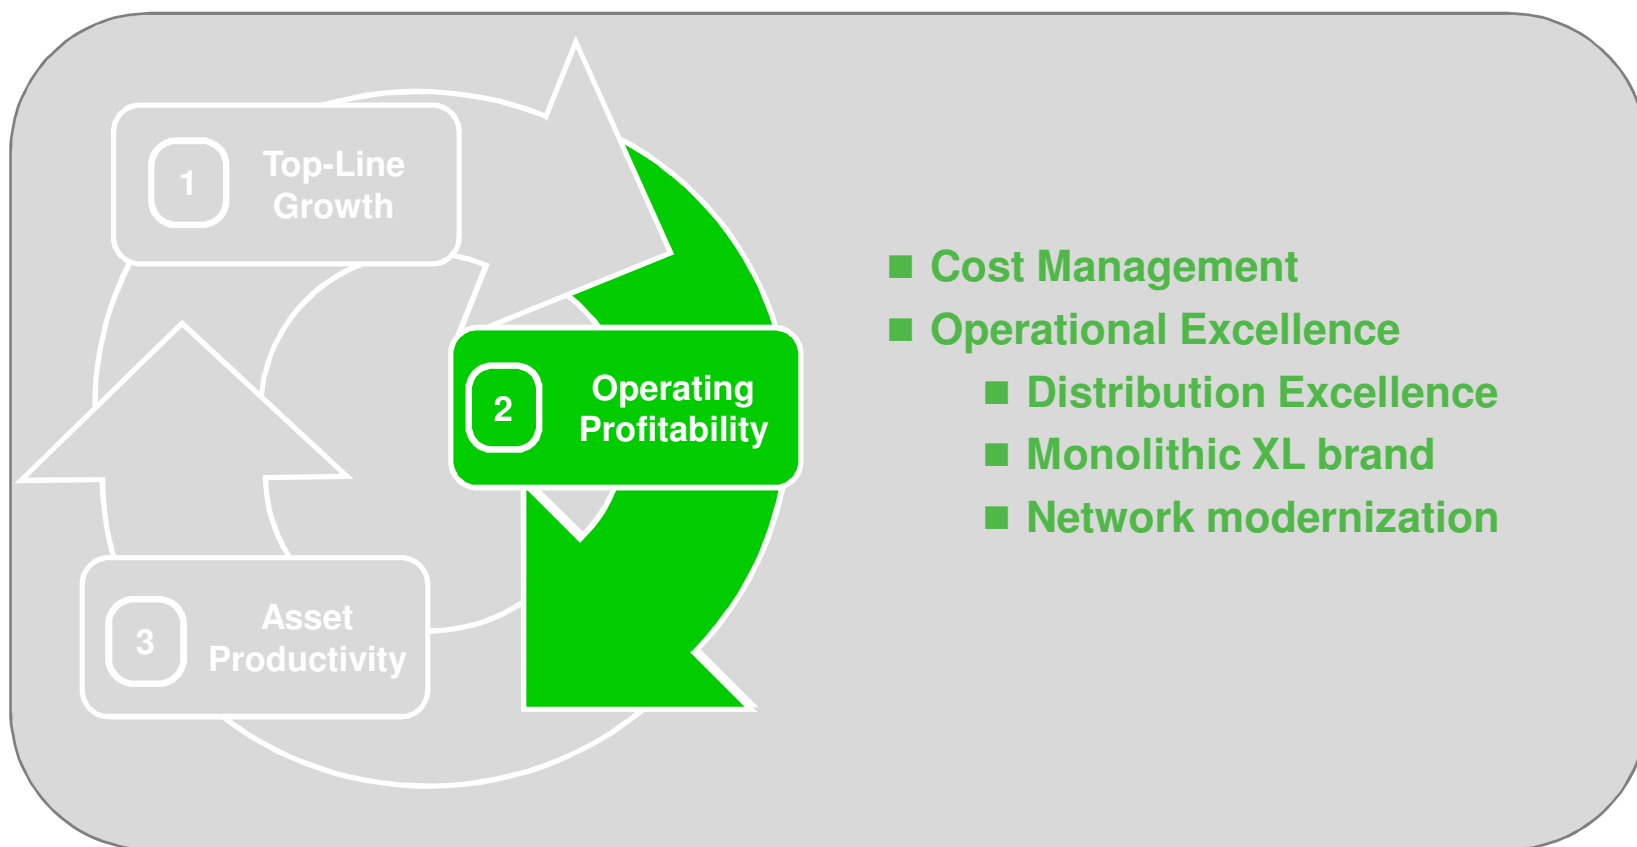 1
Top-Line
Growth
2
Operating
Profitability
3
Asset
Productivity
Cost Management
Operational Excellence
Distribution Excellence
Monolithic XL brand
Network modernization